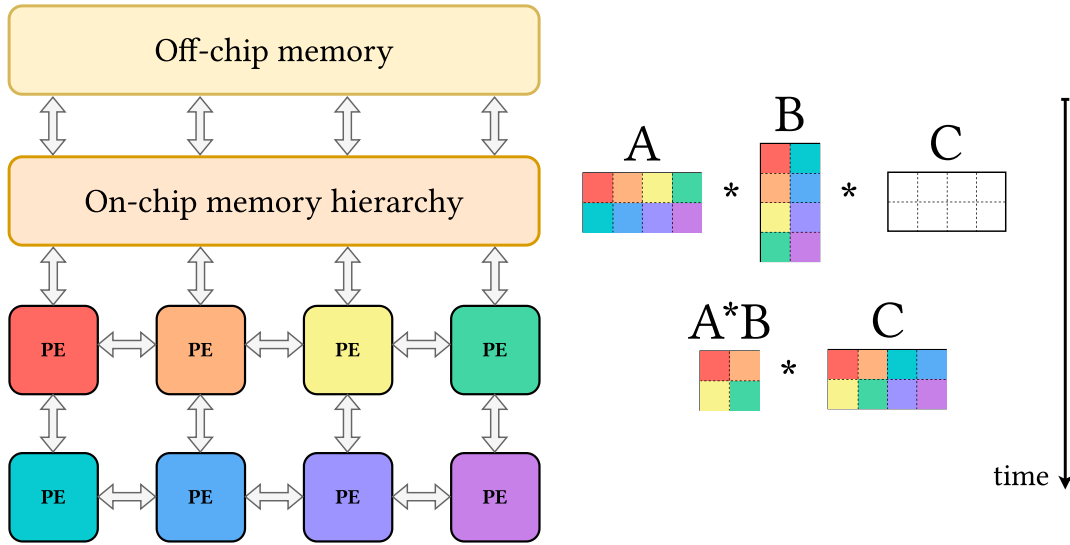 Off-chip memory
On-chip memory hierarchy
PE PE PE PE
PE PE PE PE
A * B * C
A*B * C
time